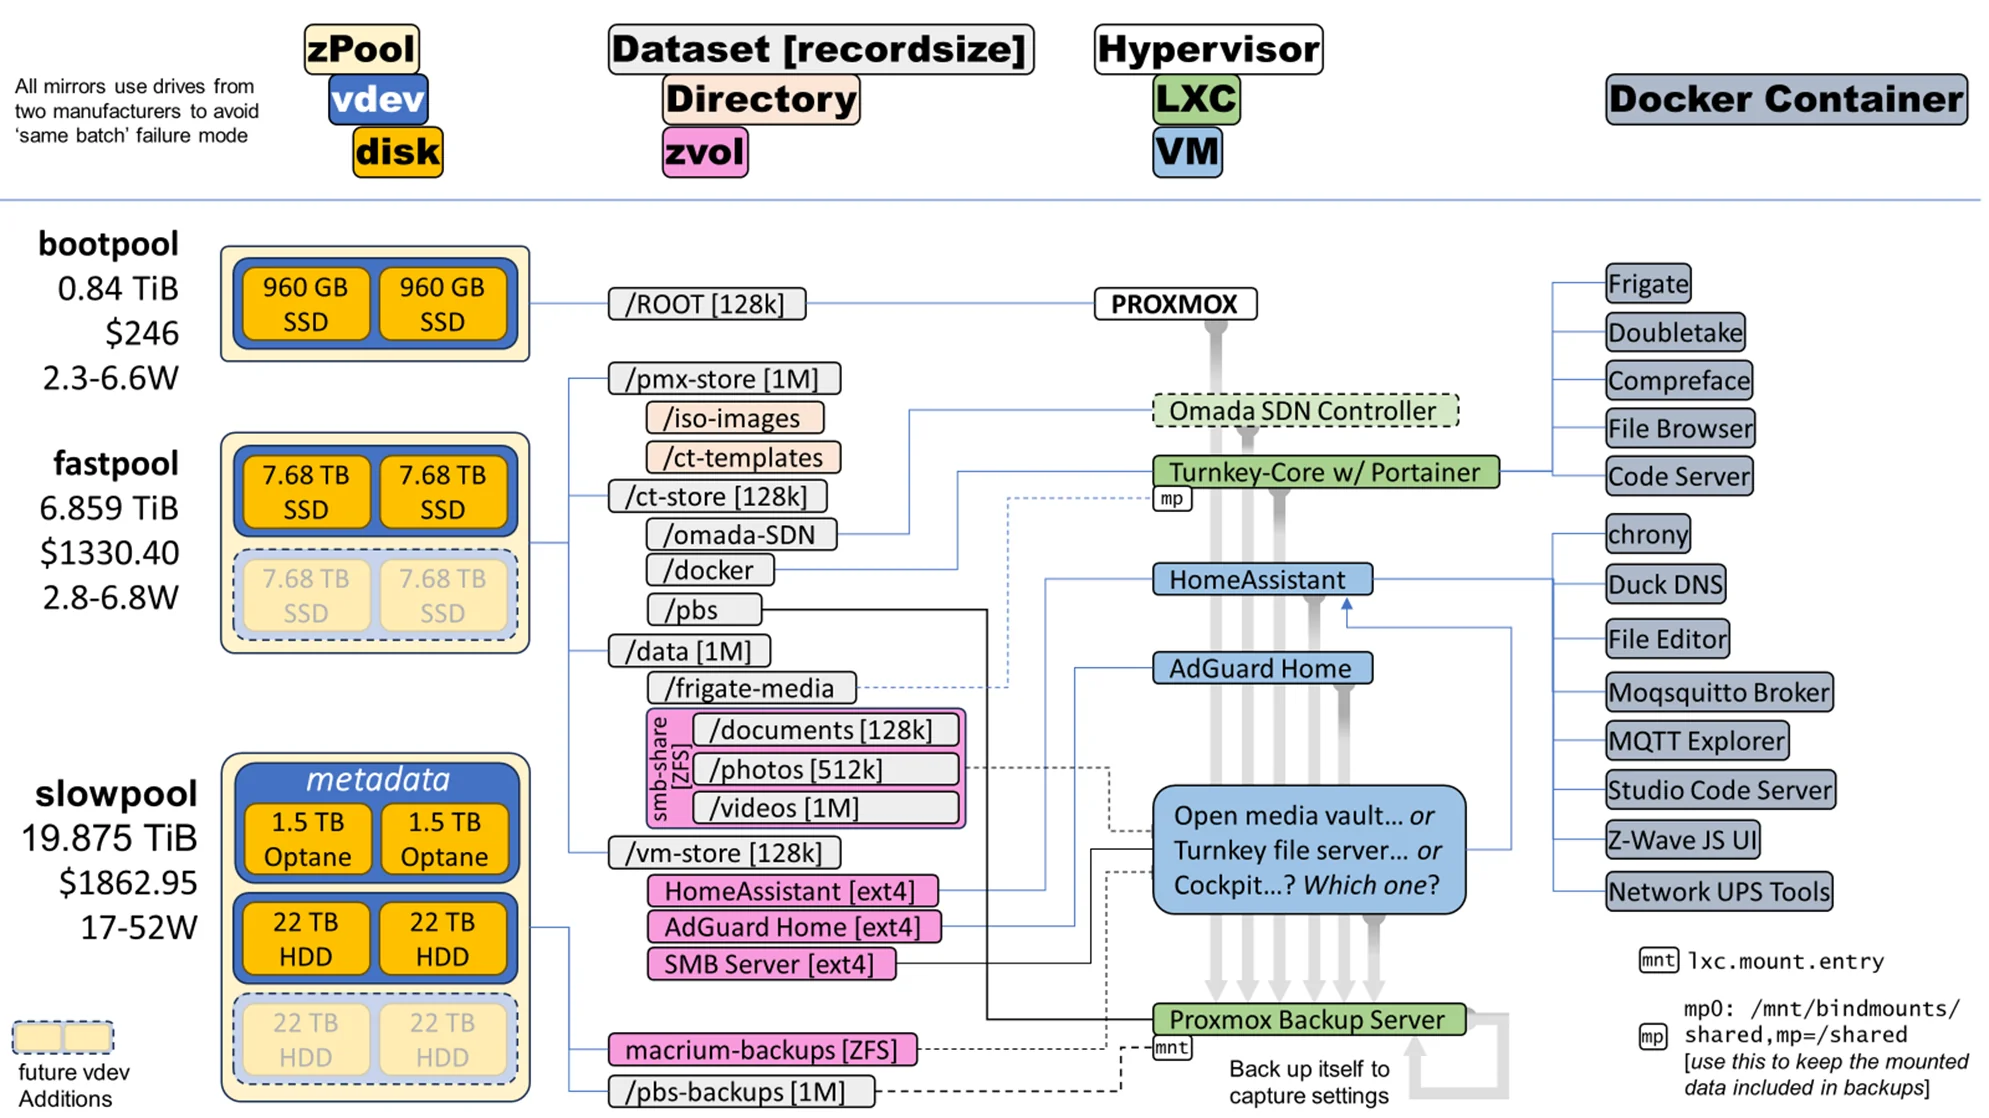 All mirrors use drives from
two manufacturers to avoid
‘same batch’ failure mode
zPool
vdev
disk
Dataset [recordsize]
Directory
zvol
Hypervisor
LXC
VM
Docker Container
bootpool
0.84 TiB
$246
2.3-6.6W
960 GB
SSD
960 GB
SSD
fastpool
6.859 TiB
$1330.40
2.8-6.8W
7.68 TB
SSD
7.68 TB
SSD
7.68 TB
SSD
7.68 TB
SSD
slowpool
19.875 TiB
$1862.95
17-52W
metadata
1.5 TB
Optane
1.5 TB
Optane
22 TB
HDD
22 TB
HDD
22 TB
HDD
22 TB
HDD
future vdev
Additions
/ROOT [128k]
/pmx-store [1M]
/iso-images
/ct-templates
/ct-store [128k]
/omada-SDN
/docker
/pbs
/data [1M]
/frigate-media
smb-share
[ZFS]
/documents [128k]
/photos [512k]
/videos [1M]
/vm-store [128k]
HomeAssistant [ext4]
AdGuard Home [ext4]
SMB Server [ext4]
macrium-backups [ZFS]
/pbs-backups [1M]
PROXMOX
Omada SDN Controller
Turnkey-Core w/ Portainer
mp
HomeAssistant
AdGuard Home
Open media vault... or
Turnkey file server... or
Cockpit...? Which one?
Proxmox Backup Server
mnt
Back up itself to
capture settings
Frigate
Doubletake
Compreface
File Browser
Code Server
chrony
Duck DNS
File Editor
Moqsquitto Broker
MQTT Explorer
Studio Code Server
Z-Wave JS UI
Network UPS Tools
mnt lxc.mount.entry
mp0: /mnt/bindmounts/
mp shared,mp=/shared
[use this to keep the mounted
data included in backups]